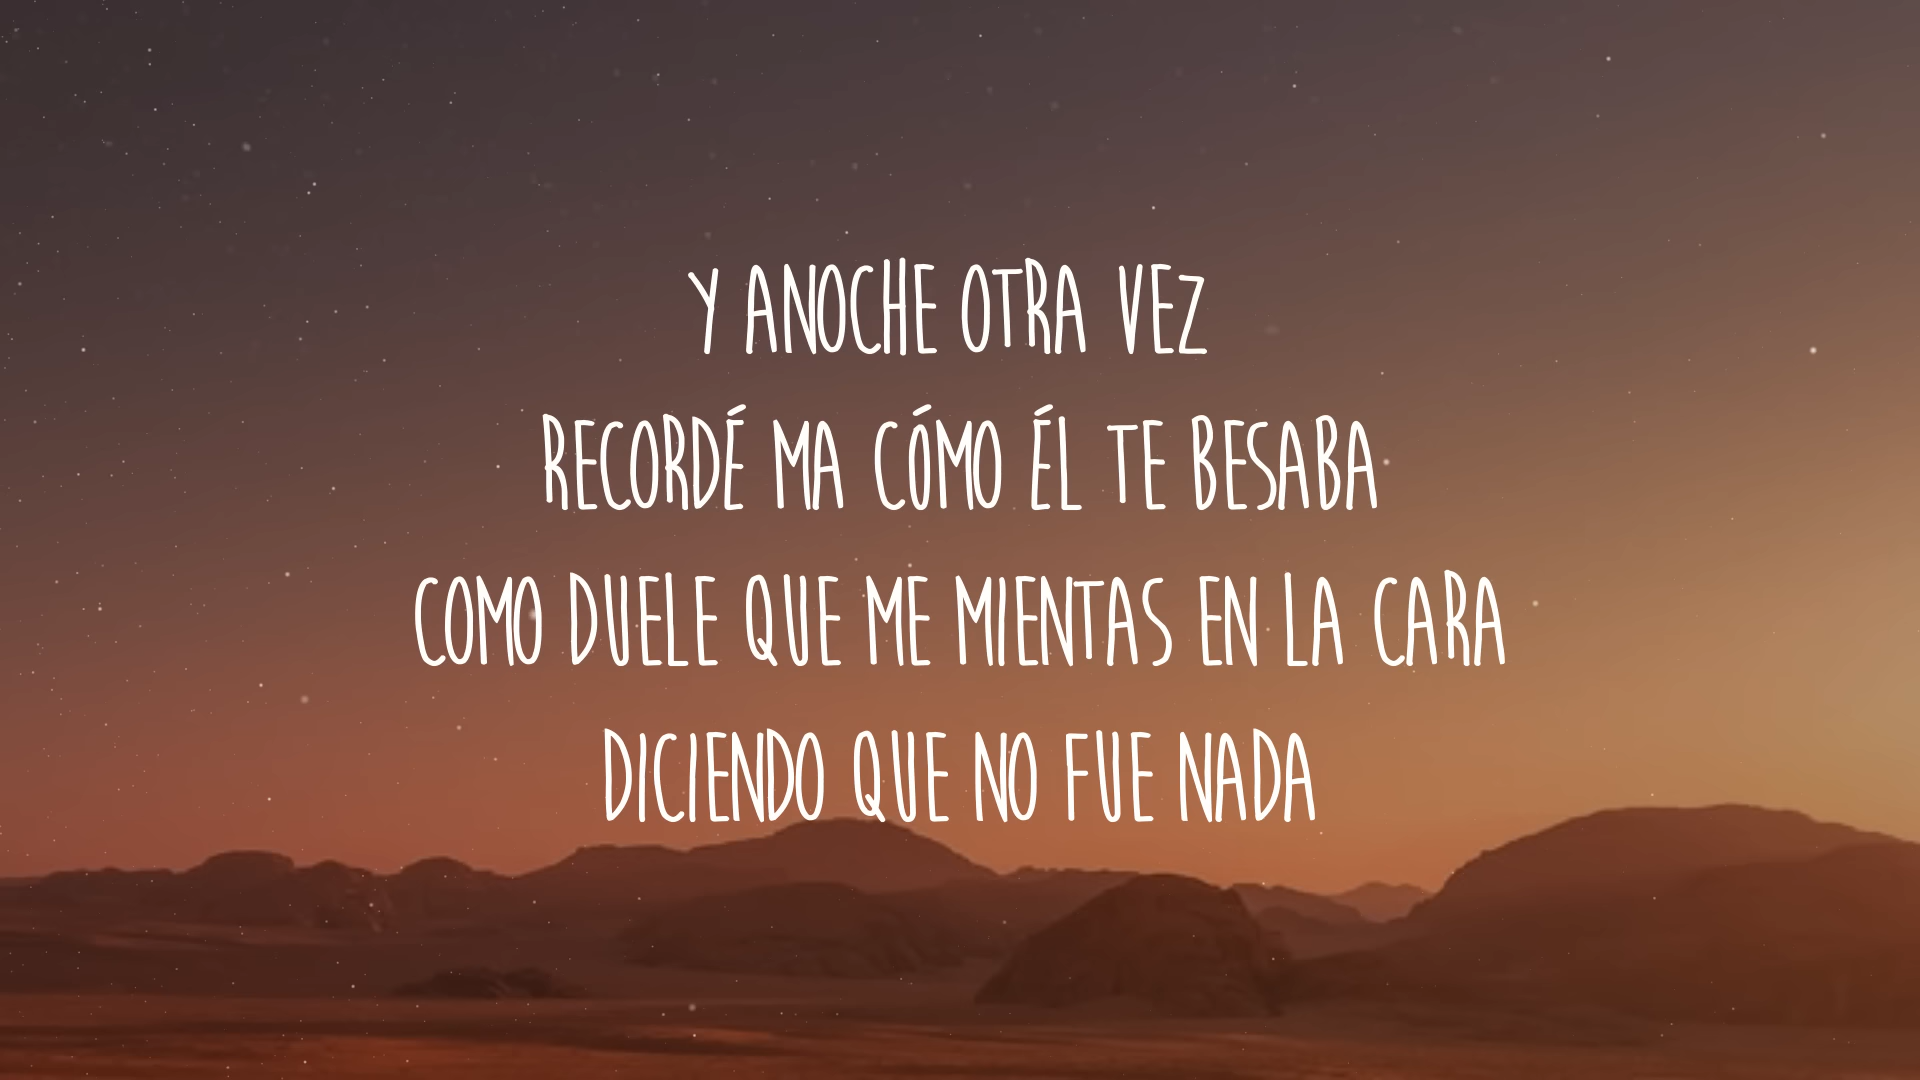 Y ANOCHE OTRA VEZ
RECORDÉ MA CÓMO ÉL TE BESABA
COMO DUELE QUE ME MIENTAS EN LA CARA
DICIENDO QUE NO FUE NADA